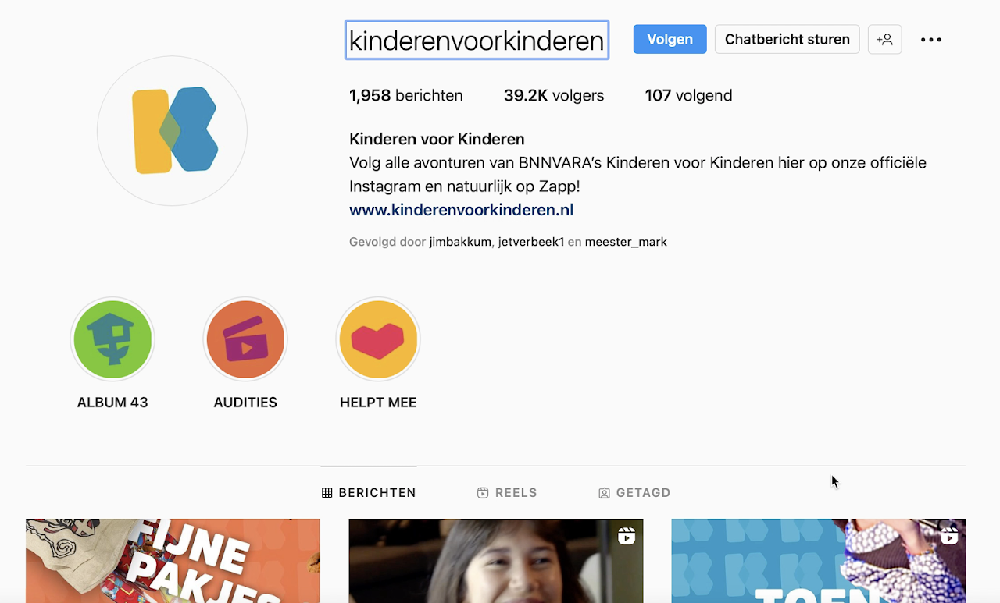 kinderenvoorkinderen Volgen Chatbericht sturen
1,958 berichten 39.2K volgers 107 volgend
Kinderen voor Kinderen
Volg alle avonturen van BNNVARA's Kinderen voor Kinderen hier op onze officiële
Instagram en natuurlijk op Zapp!
www.kinderenvoorkinderen.nl
Gevolgd door jimbakkum, jetverbeek1 en meester_mark
ALBUM 43 AUDITIES HELPT MEE
BERICHTEN REELS GETAGD
FIJNE
PAKJES
TOEN